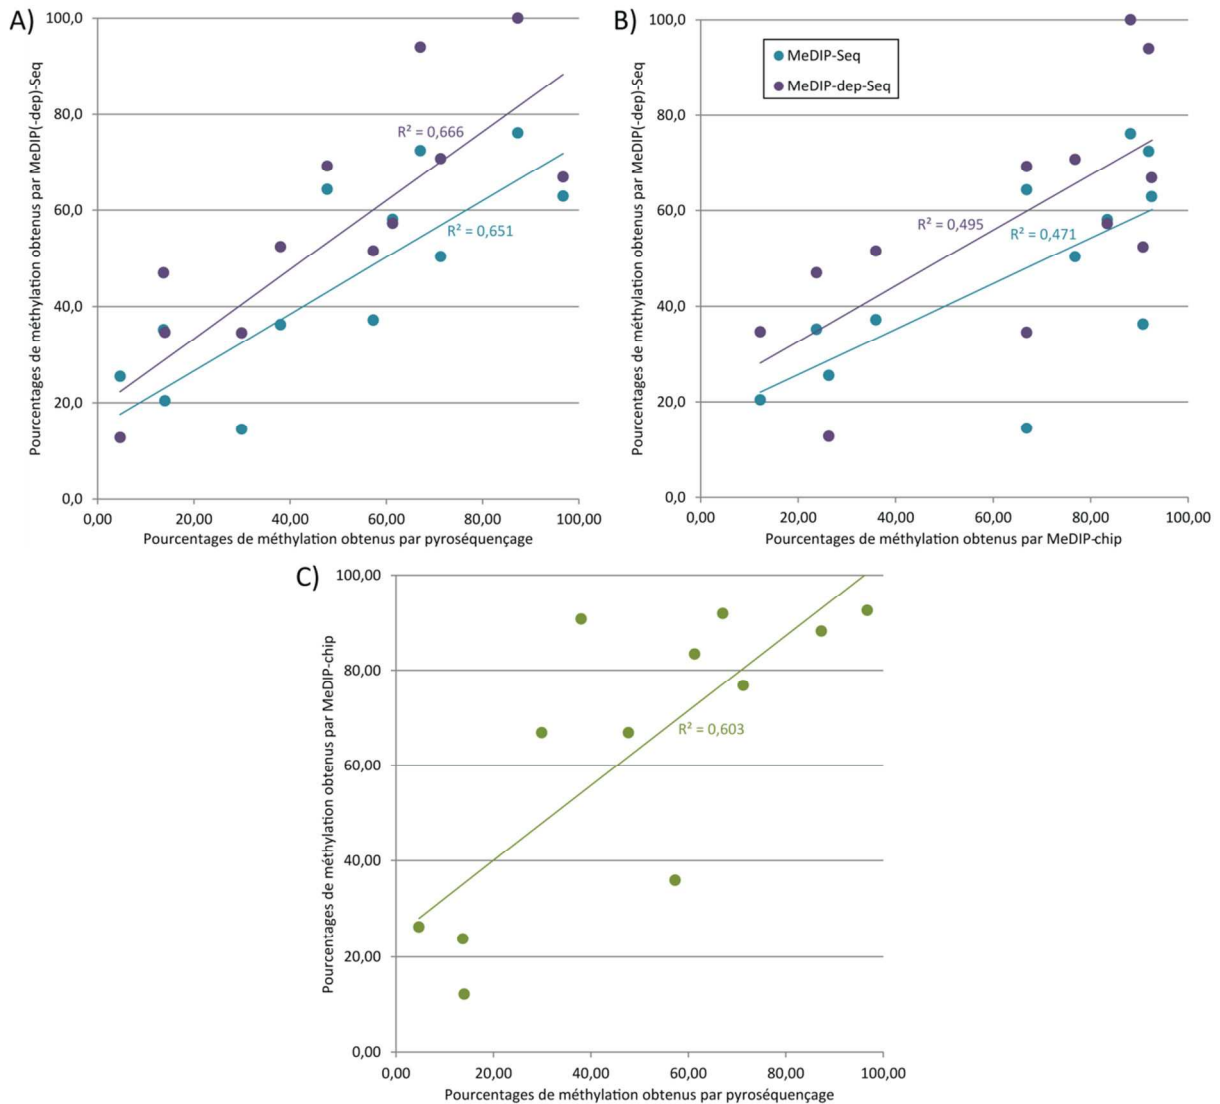 A)
Pourcentages de méthylation obtenus par MeDIP(-dep)-Seq
100,0
80,0
60,0
40,0
20,0
0,0
R² = 0,666
R² = 0,651
0,00 20,00 40,00 60,00 80,00 100,00
Pourcentages de méthylation obtenus par pyroséquençage
B)
Pourcentages de méthylation obtenus par MeDIP(-dep)-Seq
100,0
80,0
60,0
40,0
20,0
0,0
MeDIP-Seq
MeDIP-dep-Seq
R² = 0,495
R² = 0,471
0,00 20,00 40,00 60,00 80,00 100,00
Pourcentages de méthylation obtenus par MeDIP-chip
C)
Pourcentages de méthylation obtenus par MeDIP-chip
100,00
80,00
60,00
40,00
20,00
0,00
R² = 0,603
0,00 20,00 40,00 60,00 80,00 100,00
Pourcentages de méthylation obtenus par pyroséquençage